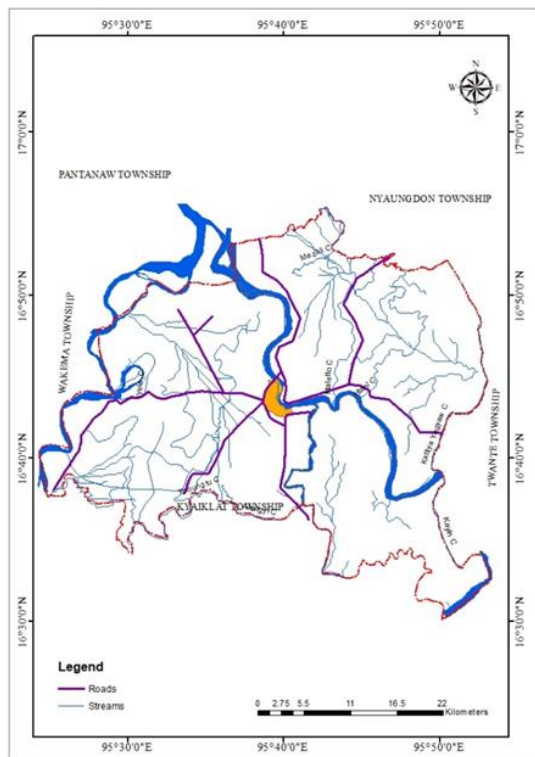 95°30'0"E 95°40'0"E 95°50'0"E
N
W E
S
17°0'0"N 17°0'0"N
PANTANAW TOWNSHIP
NYAUNGDON TOWNSHIP
16°50'0"N 16°50'0"N
WAKEMA TOWNSHIP
TWANTE TOWNSHIP
16°40'0"N 16°40'0"N
KYAIKLAT TOWNSHIP
Kayin C
16°30'0"N 16°30'0"N
Legend
Roads
Streams
0 2.75 5.5 11 16.5 22
Kilometers
95°30'0"E 95°40'0"E 95°50'0"E